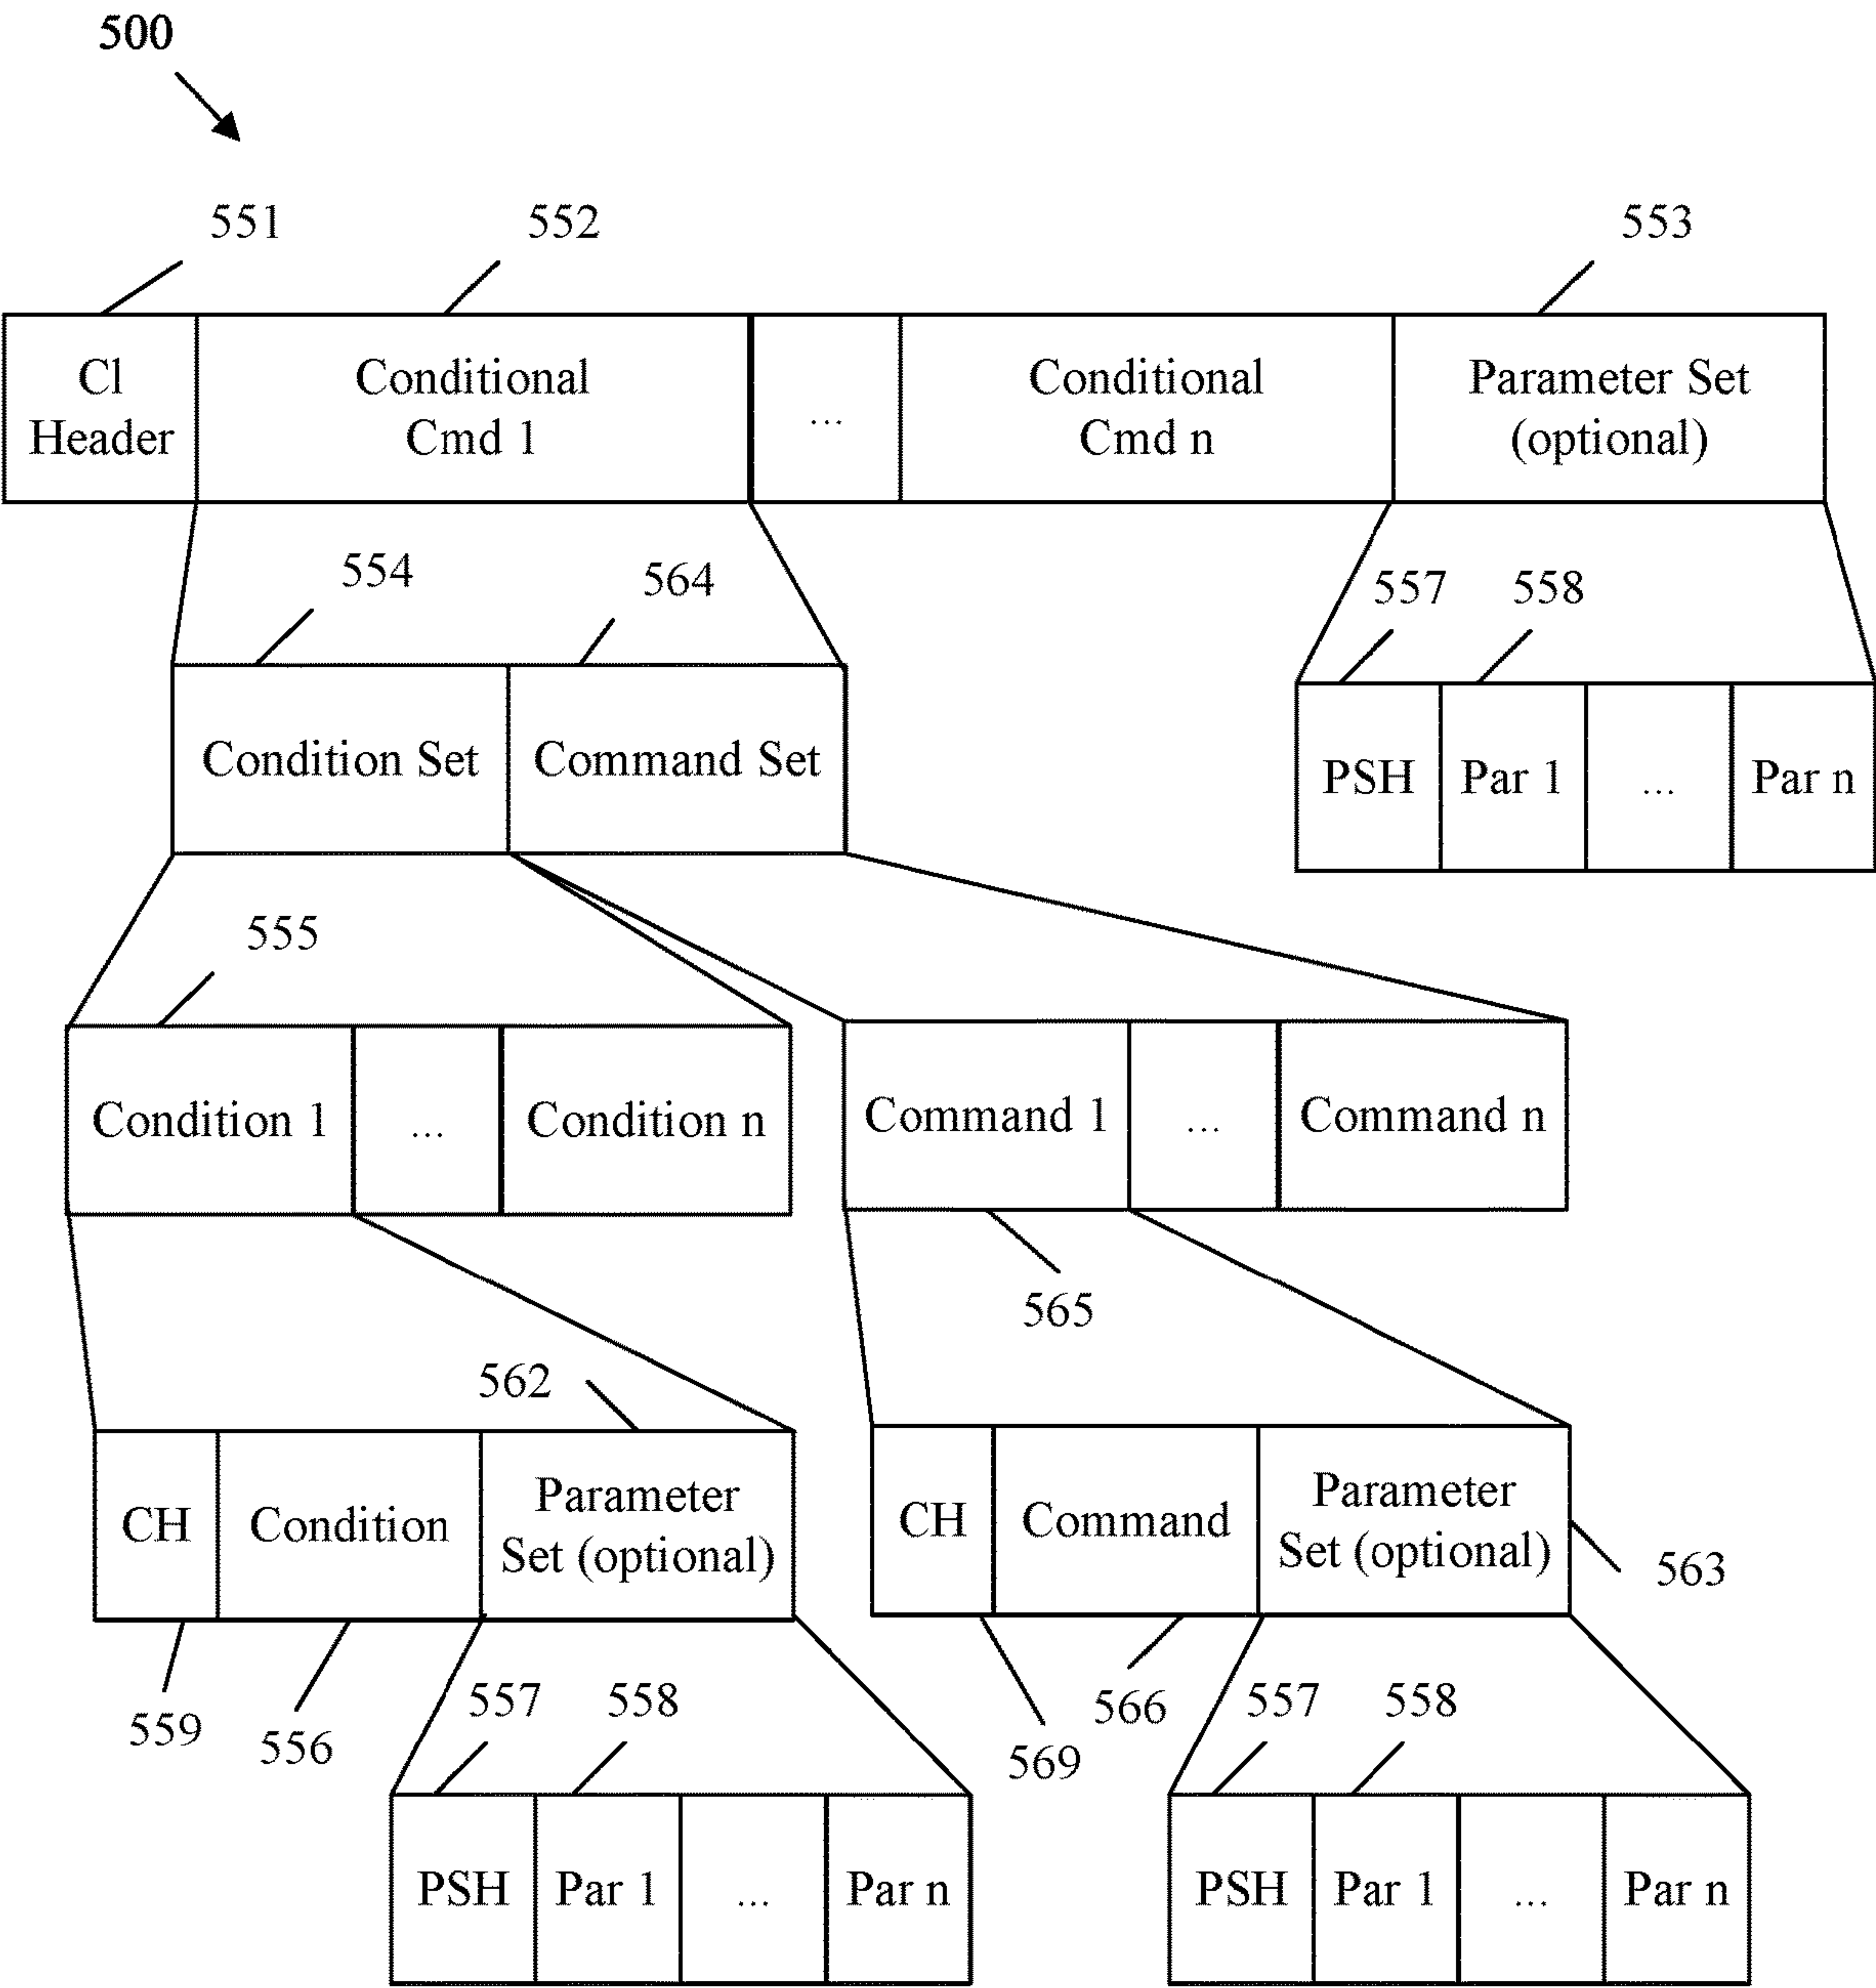 500
551
552
553
Cl
Header
Conditional
Cmd 1
...
Conditional
Cmd n
Parameter Set
(optional)
554
564
557
558
Condition Set
Command Set
PSH
Par 1
...
Par n
555
Condition 1
...
Condition n
Command 1
...
Command n
565
562
CH
Condition
Parameter
Set (optional)
CH
Command
Parameter
Set (optional)
563
559
556
557
558
569
566
557
558
PSH
Par 1
...
Par n
PSH
Par 1
...
Par n